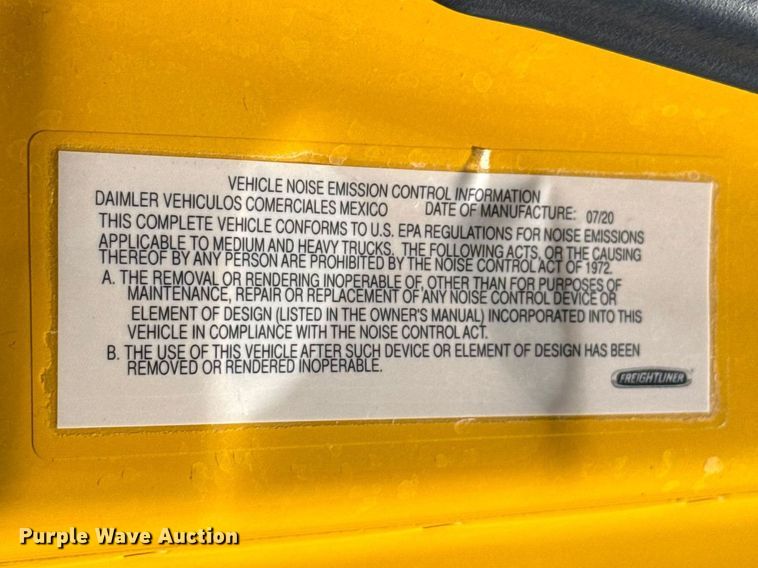 VEHICLE NOISE EMISSION CONTROL INFORMATION
DAIMLER VEHICULOS COMERCIALES MEXICO DATE OF MANUFACTURE: 07/20
THIS COMPLETE VEHICLE CONFORMS TO U.S. EPA REGULATIONS FOR NOISE EMISSIONS
APPLICABLE TO MEDIUM AND HEAVY TRUCKS. THE FOLLOWING ACTS, OR THE CAUSING
THEREOF BY ANY PERSON ARE PROHIBITED BY THE NOISE CONTROL ACT OF 1972.
A. THE REMOVAL OR RENDERING INOPERABLE OF, OTHER THAN FOR PURPOSES OF
MAINTENANCE, REPAIR OR REPLACEMENT OF ANY NOISE CONTROL DEVICE OR
ELEMENT OF DESIGN (LISTED IN THE OWNER'S MANUAL) INCORPORATED INTO THIS
VEHICLE IN COMPLIANCE WITH THE NOISE CONTROL ACT.
B. THE USE OF THIS VEHICLE AFTER SUCH DEVICE OR ELEMENT OF DESIGN HAS BEEN
REMOVED OR RENDERED INOPERABLE.
FREIGHTLINER
Purple Wave Auction